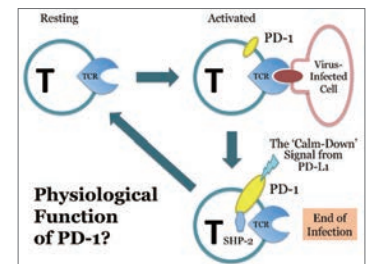 Resting
Activated
PD-1
T
TCR
T
TCR
Virus-
Infected
Cell
The 'Calm-Down'
Signal from
PD-L1
PD-1
Physiological
Function
of PD-1?
T
SHP-2
TCR
End of
Infection